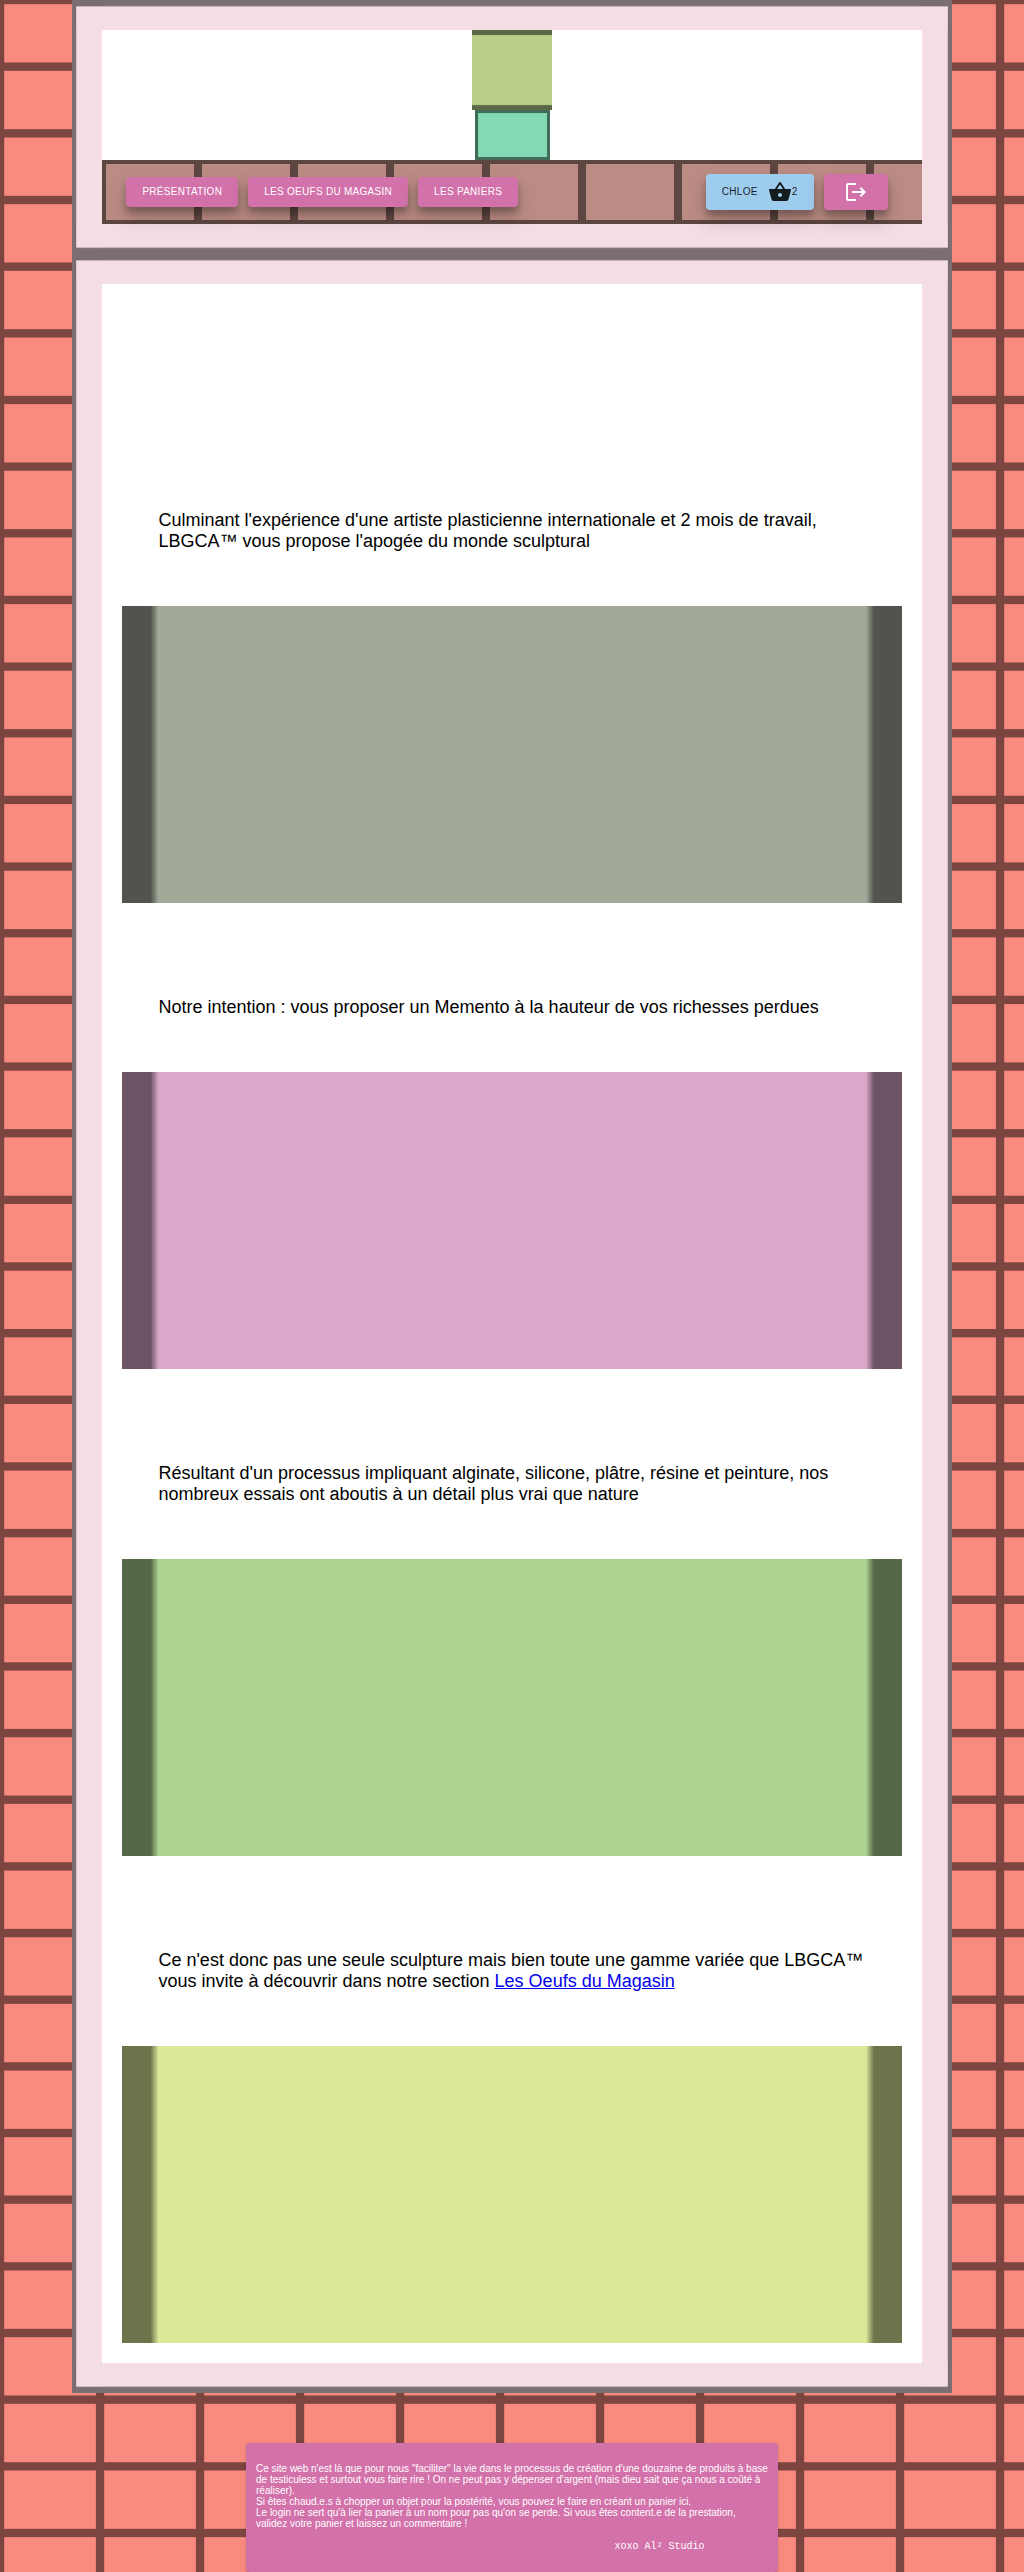 PRÉSENTATION
LES OEUFS DU MAGASIN
LES PANIERS
CHLOE 2
Culminant l'expérience d'une artiste plasticienne internationale et 2 mois de travail,
LBGCA™ vous propose l'apogée du monde sculptural
Notre intention : vous proposer un Memento à la hauteur de vos richesses perdues
Résultant d'un processus impliquant alginate, silicone, plâtre, résine et peinture, nos
nombreux essais ont aboutis à un détail plus vrai que nature
Ce n'est donc pas une seule sculpture mais bien toute une gamme variée que LBGCA™
vous invite à découvrir dans notre section Les Oeufs du Magasin
Ce site web n'est là que pour nous "faciliter" la vie dans le processus de création d'une douzaine de produits à base
de testiculess et surtout vous faire rire ! On ne peut pas y dépenser d'argent (mais dieu sait que ça nous a coûté à
réaliser).
Si êtes chaud.e.s à chopper un objet pour la postérité, vous pouvez le faire en créant un panier ici.
Le login ne sert qu'à lier la panier à un nom pour pas qu'on se perde. Si vous êtes content.e de la prestation,
validez votre panier et laissez un commentaire !
xoxo Al² Studio